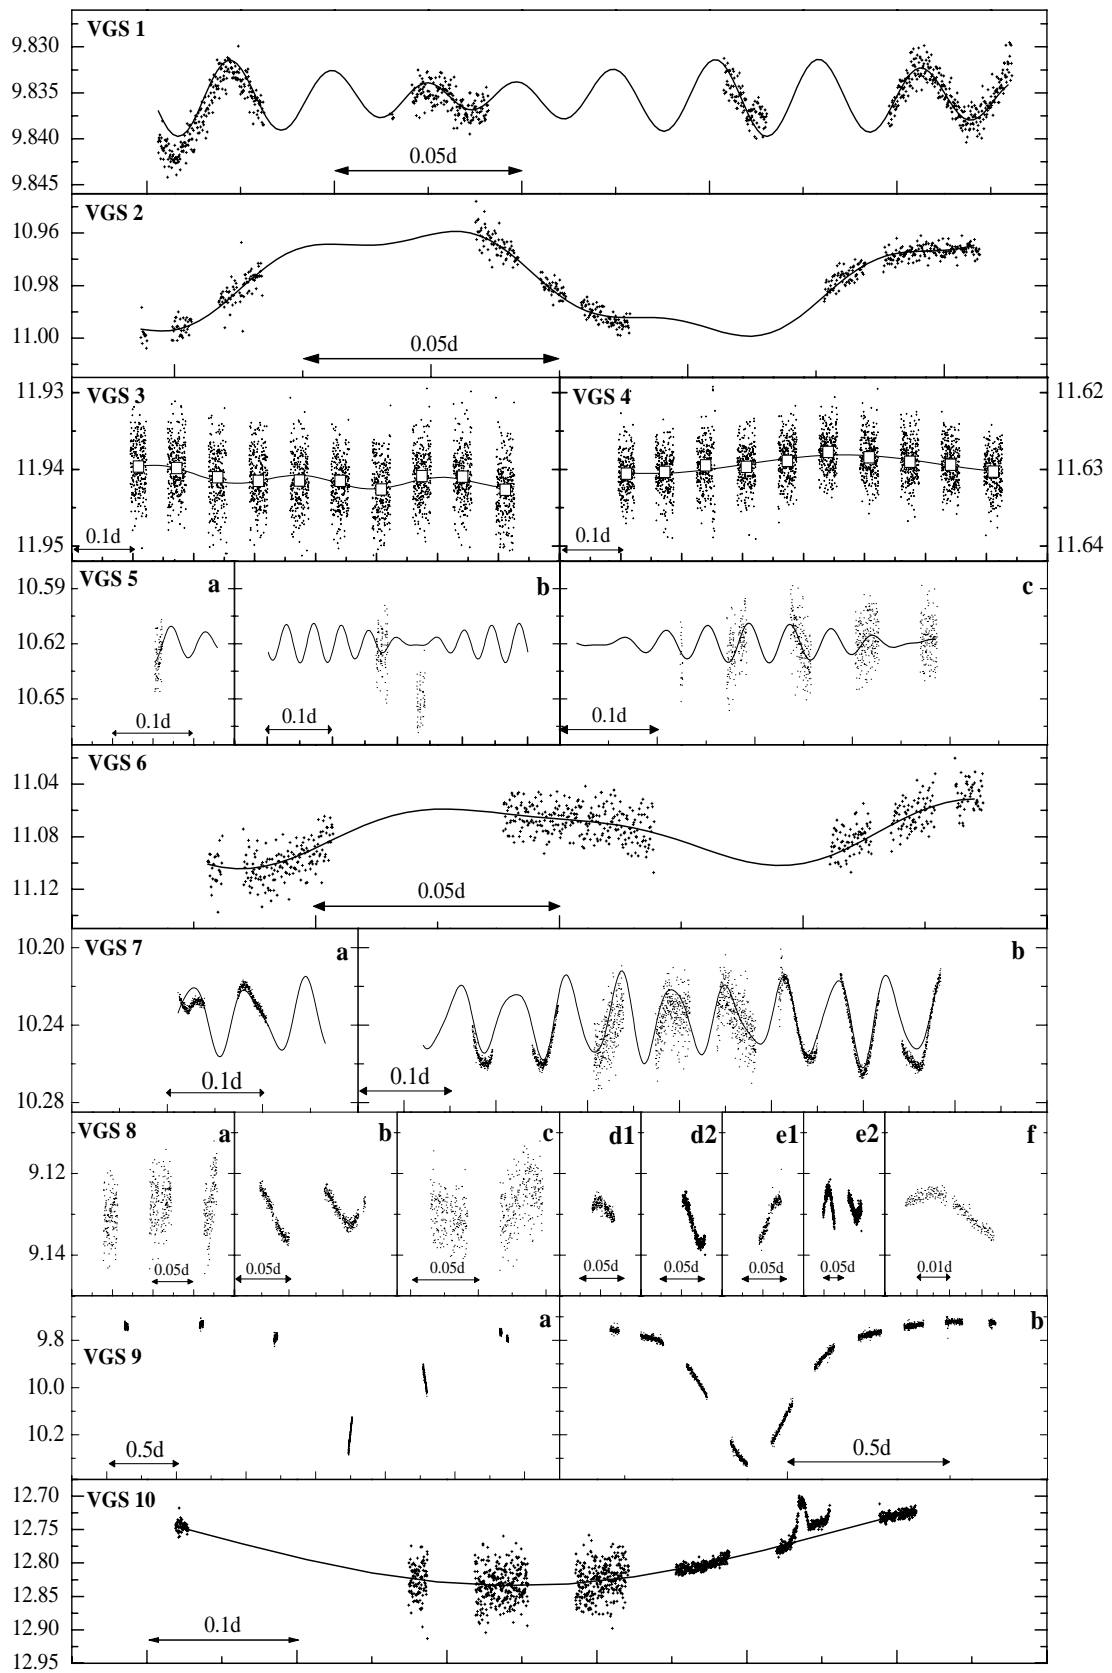 VGS 1
9.830
9.835
9.840
9.845
0.05d
VGS 2
10.96
10.98
11.00
0.05d
VGS 3
11.93
11.94
11.95
0.1d
VGS 4
11.62
11.63
11.64
0.1d
VGS 5
a
b
c
10.59
10.62
10.65
0.1d
0.1d
0.1d
VGS 6
11.04
11.08
11.12
0.05d
VGS 7
a
b
10.20
10.24
10.28
0.1d
0.1d
VGS 8
a
b
c
d1
d2
e1
e2
f
9.12
9.14
0.05d
0.05d
0.05d
0.05d
0.05d
0.05d
0.05d
0.01d
VGS 9
a
b
9.8
10.0
10.2
0.5d
0.5d
VGS 10
12.70
12.75
12.80
12.85
12.90
12.95
0.1d